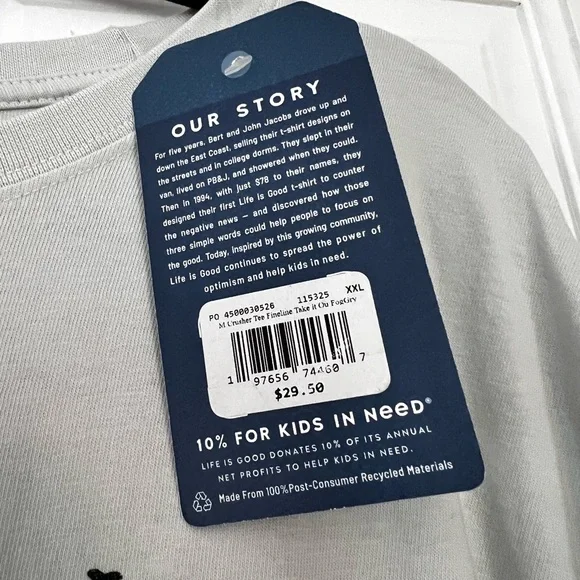 OUR STORY
For five years, Bert and John Jacobs drove up and
down the East Coast, selling their t-shirt designs on
the streets and in college dorms. They slept in their
van, lived on PB&J, and showered when they could.
Then in 1994, with just $78 to their names, they
designed their first Life is Good t-shirt to counter
the negative news — and discovered how those
three simple words could help people to focus on
the good. Today, inspired by this growing community,
Life is Good continues to spread the power of
optimism and help kids in need.
PO 4500030526 115325 XXL
M Crusher Tee Fineline Take it Ou FogGry
1 97656 74460 7
$29.50
10% FOR KIDS IN NeeD®
LIFE IS GOOD DONATES 10% OF ITS ANNUAL
NET PROFITS TO HELP KIDS IN NEED.
Made From 100%Post-Consumer Recycled Materials